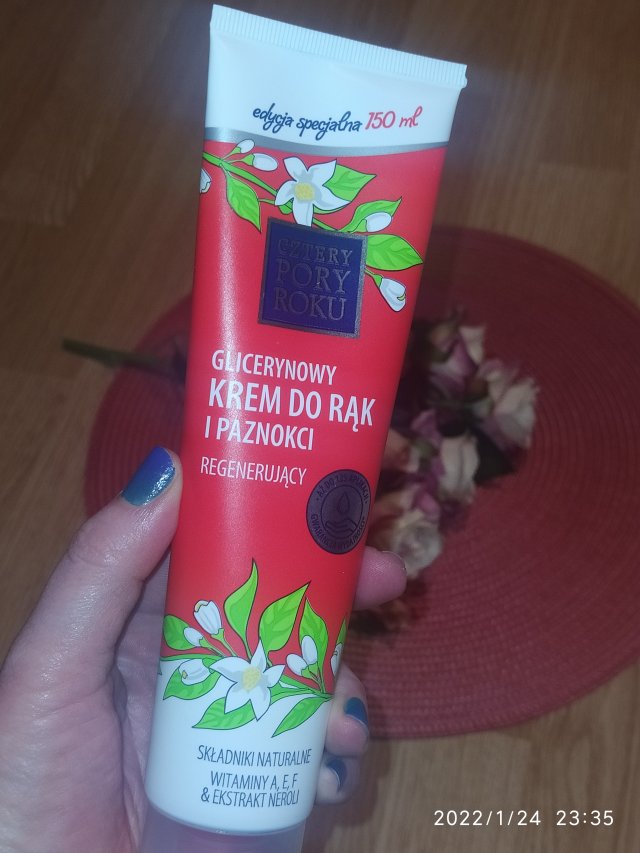 edycja specjalna 150 ml
CZTERY
PORY
ROKU
GLICERYNOWY
KREM DO RĄK
I PAZNOKCI
REGENERUJĄCY
SKŁADNIKI NATURALNE
WITAMINY A, E, F
& EKSTRAKT NEROLI
2022/1/24 23:35